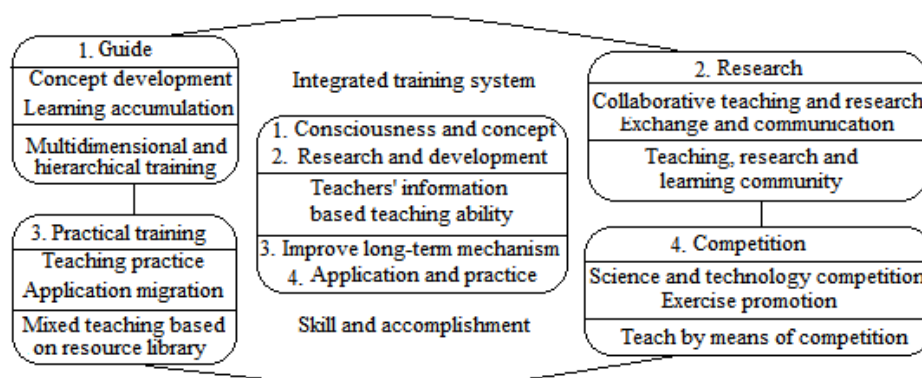 1. Guide
Concept development
Learning accumulation
Multidimensional and
hierarchical training
Integrated training system
1. Consciousness and concept
2. Research and development
Teachers' information
based teaching ability
3. Improve long-term mechanism
4. Application and practice
Skill and accomplishment
2. Research
Collaborative teaching and research
Exchange and communication
Teaching, research and
learning community
3. Practical training
Teaching practice
Application migration
Mixed teaching based
on resource library
4. Competition
Science and technology competition
Exercise promotion
Teach by means of competition